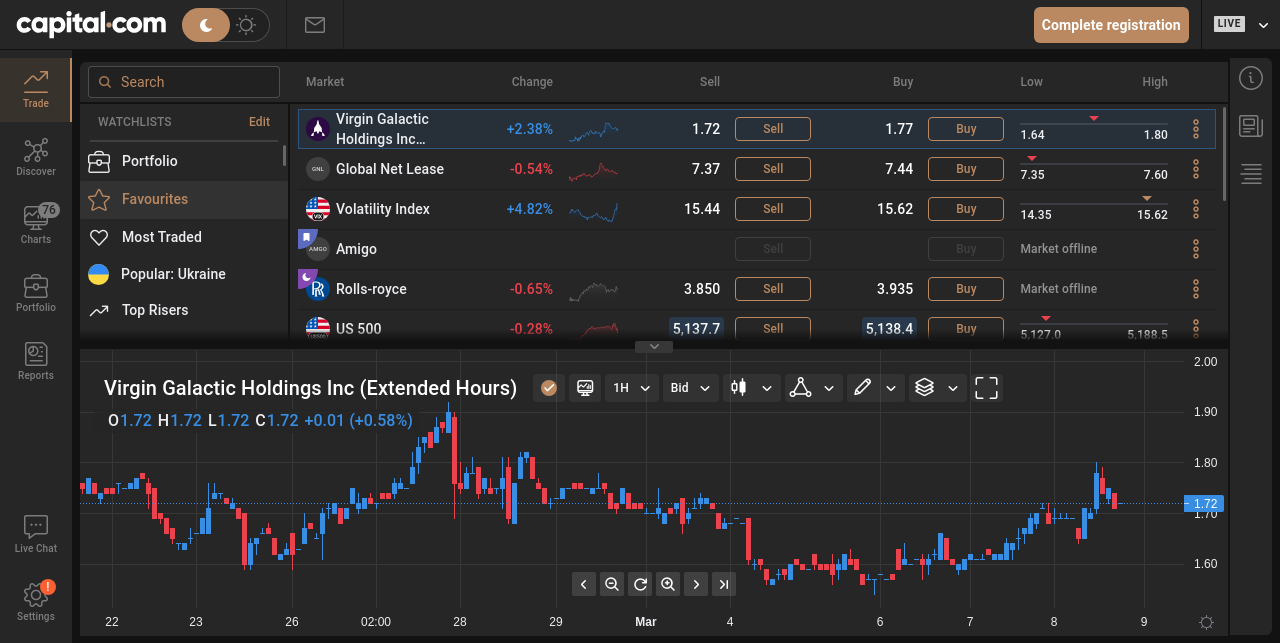 capital.com
Complete registration
LIVE
Trade
Discover
76
Charts
Portfolio
Reports
Live Chat
!
Settings
Search
WATCHLISTS Edit
Portfolio
Favourites
Most Traded
Popular: Ukraine
Top Risers
Market Change Sell Buy Low High
Virgin Galactic
Holdings Inc…
+2.38% 1.72 Sell 1.77 Buy 1.64 1.80
GNL Global Net Lease -0.54% 7.37 Sell 7.44 Buy 7.35 7.60
VIX Volatility Index +4.82% 15.44 Sell 15.62 Buy 14.35 15.62
AMIGO Amigo Sell Buy Market offline
Rolls-royce -0.65% 3.850 Sell 3.935 Buy Market offline
US 500 -0.28% 5,137.7 Sell 5,138.4 Buy 5,127.0 5,188.5
Virgin Galactic Holdings Inc (Extended Hours) 1H Bid
O1.72 H1.72 L1.72 C1.72 +0.01 (+0.58%)
2.00
1.90
1.80
1.72
1.70
1.60
22 23 26 02:00 28 29 Mar 4 6 7 8 9